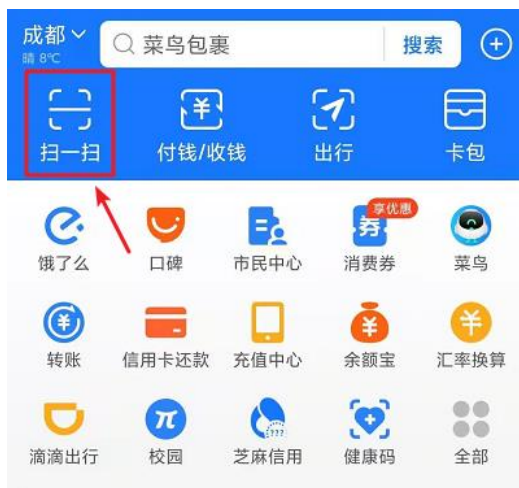 成都
晴 8℃
菜鸟包裹
搜索
扫一扫
付钱/收钱
出行
卡包
享优惠
券
饿了么
口碑
市民中心
消费券
菜鸟
转账
信用卡还款
充值中心
余额宝
汇率换算
π
???
滴滴出行
校园
芝麻信用
健康码
全部